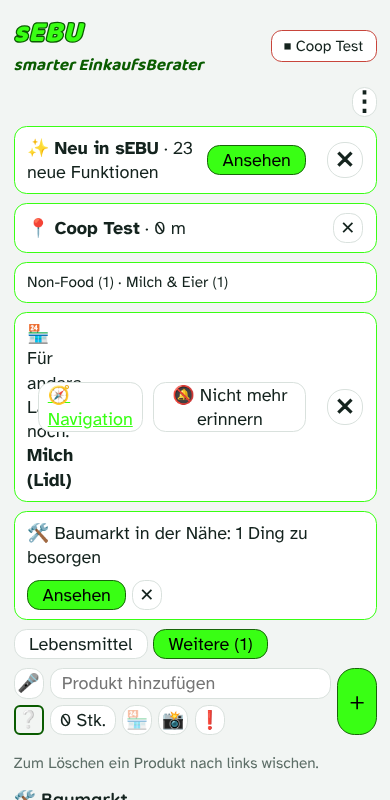 sEBU
smarter EinkaufsBerater
Coop Test
Neu in sEBU · 23
neue Funktionen
Ansehen
Coop Test · 0 m
Non-Food (1) · Milch & Eier (1)
Für
andere
noch:
Milch
(Lidl)
Navigation
Nicht mehr
erinnern
Baumarkt in der Nähe: 1 Ding zu
besorgen
Ansehen
Lebensmittel
Weitere (1)
Produkt hinzufügen
+
0 Stk.
Zum Löschen ein Produkt nach links wischen.
Baumarkt